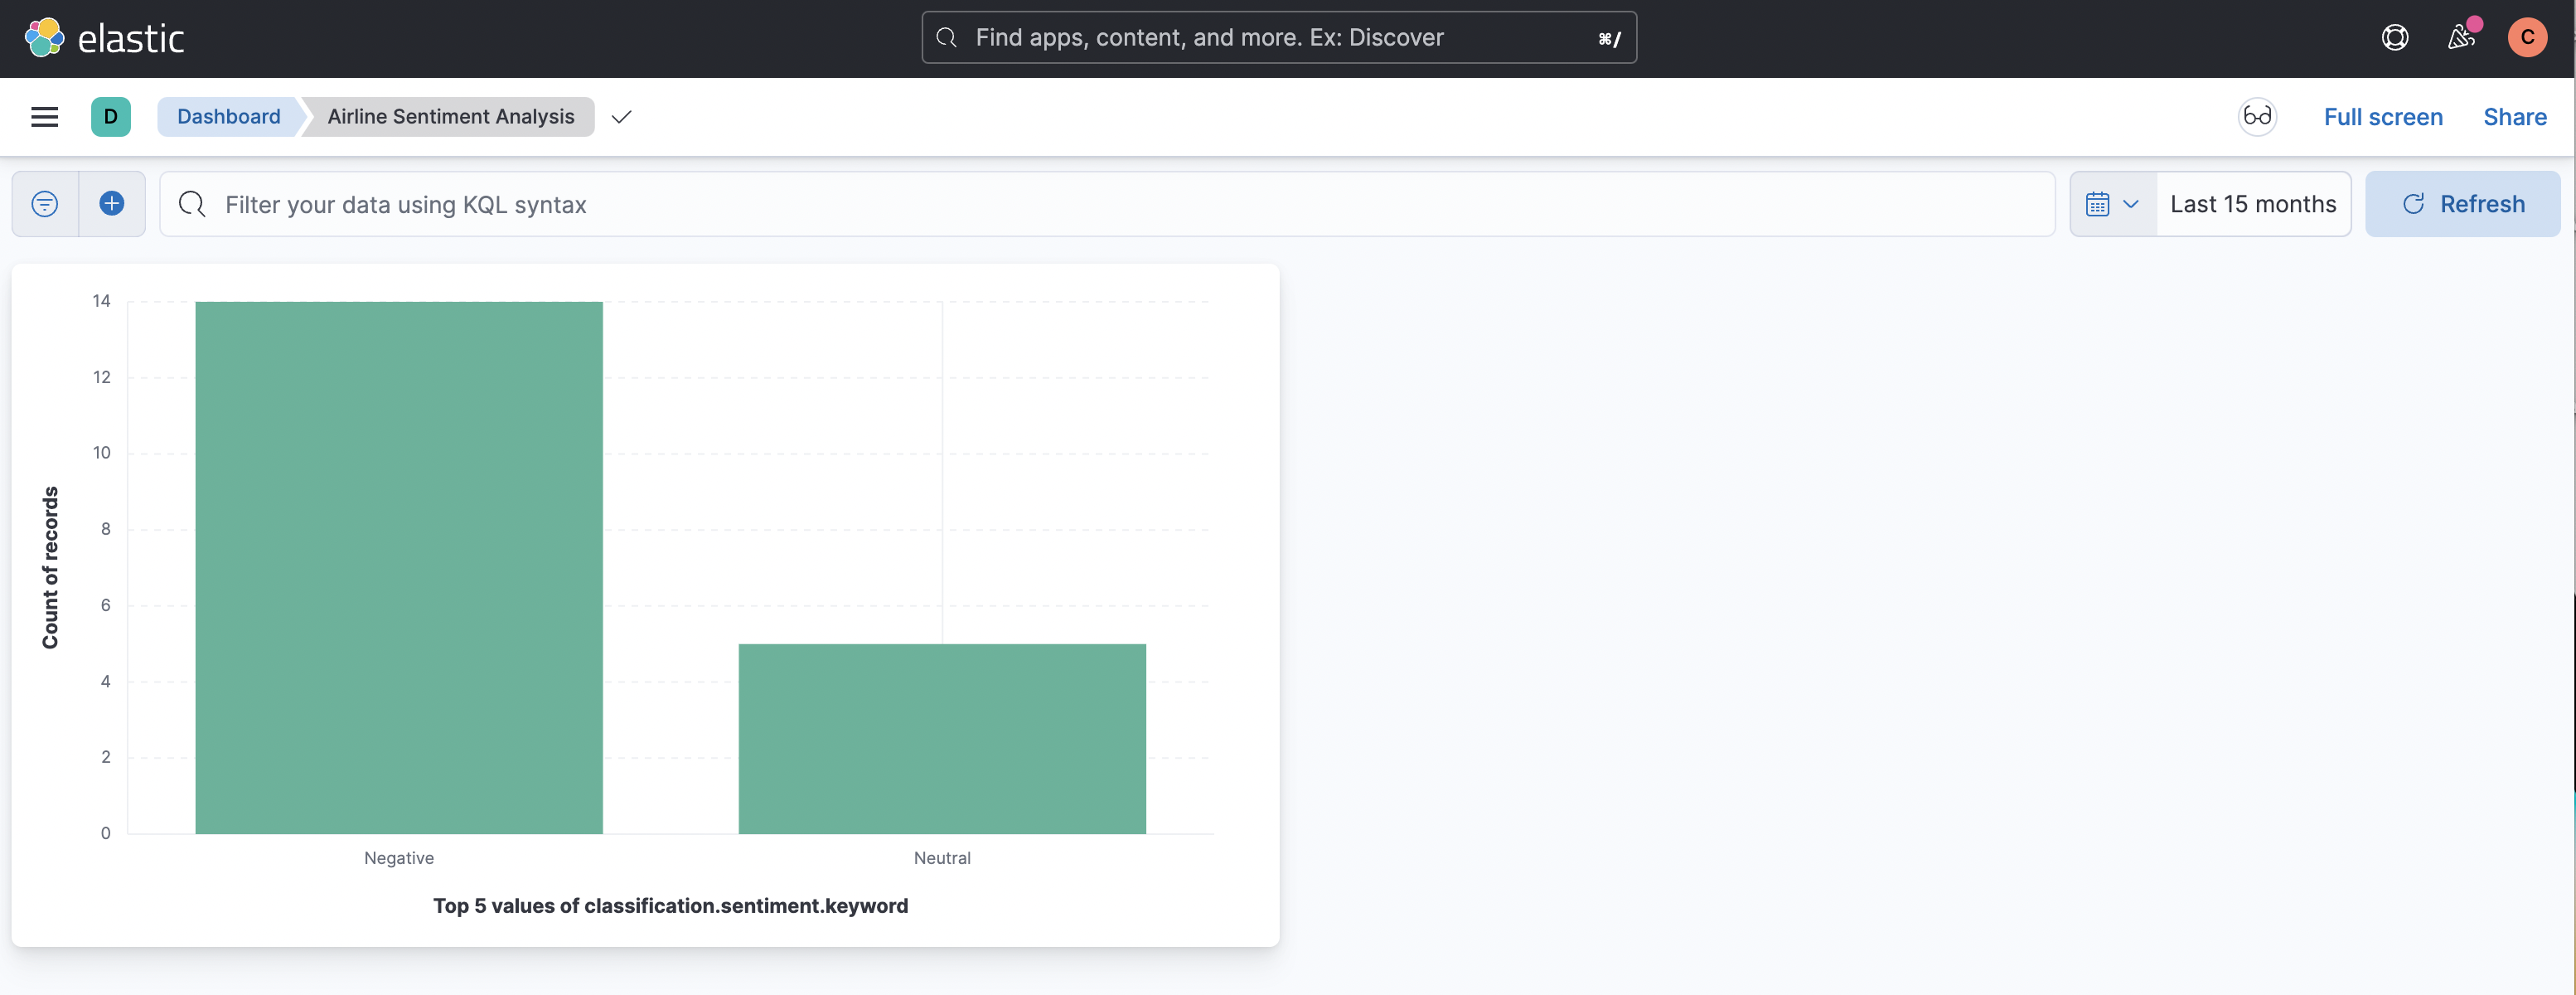 elastic
Find apps, content, and more. Ex: Discover
⌘/
C
D
Dashboard
Airline Sentiment Analysis
Full screen
Share
Filter your data using KQL syntax
Last 15 months
Refresh
14
12
10
8
6
4
2
0
Count of records
Negative
Neutral
Top 5 values of classification.sentiment.keyword